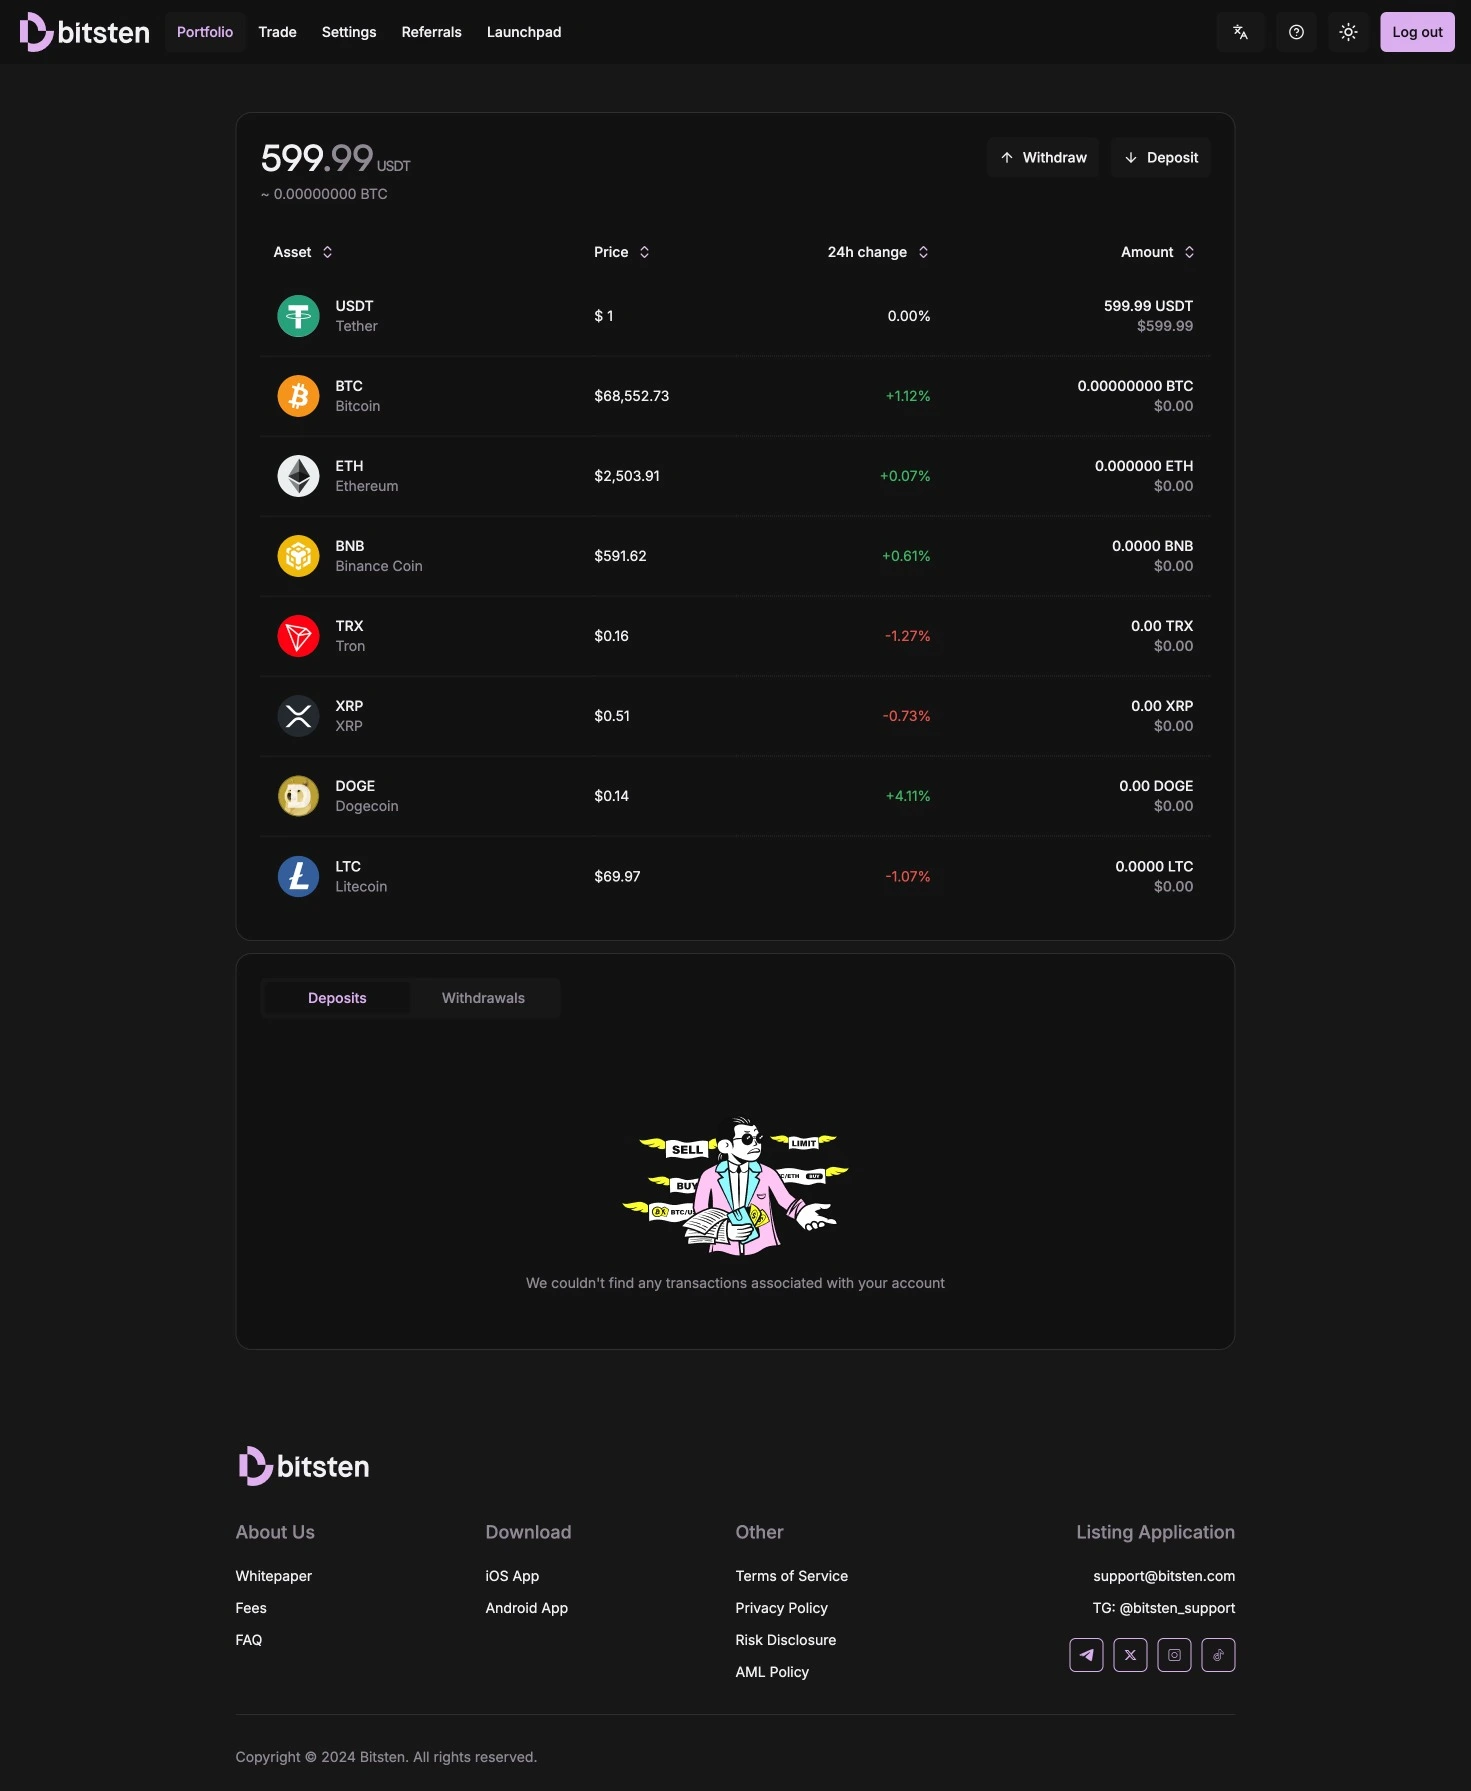 bitsten Portfolio Trade Settings Referrals Launchpad Log out
599.99 USDT
~ 0.00000000 BTC
Withdraw Deposit
Asset Price 24h change Amount
USDT
Tether
$ 1
0.00%
599.99 USDT
$599.99
BTC
Bitcoin
$68,552.73
+1.12%
0.00000000 BTC
$0.00
ETH
Ethereum
$2,503.91
+0.07%
0.000000 ETH
$0.00
BNB
Binance Coin
$591.62
+0.61%
0.0000 BNB
$0.00
TRX
Tron
$0.16
-1.27%
0.00 TRX
$0.00
XRP
XRP
$0.51
-0.73%
0.00 XRP
$0.00
DOGE
Dogecoin
$0.14
+4.11%
0.00 DOGE
$0.00
LTC
Litecoin
$69.97
-1.07%
0.0000 LTC
$0.00
Deposits Withdrawals
SELL
LIMIT
BUY
/ETH BUY
BTC/U
We couldn't find any transactions associated with your account
bitsten
About Us
Whitepaper
Fees
FAQ
Download
iOS App
Android App
Other
Terms of Service
Privacy Policy
Risk Disclosure
AML Policy
Listing Application
support@bitsten.com
TG: @bitsten_support
Copyright © 2024 Bitsten. All rights reserved.